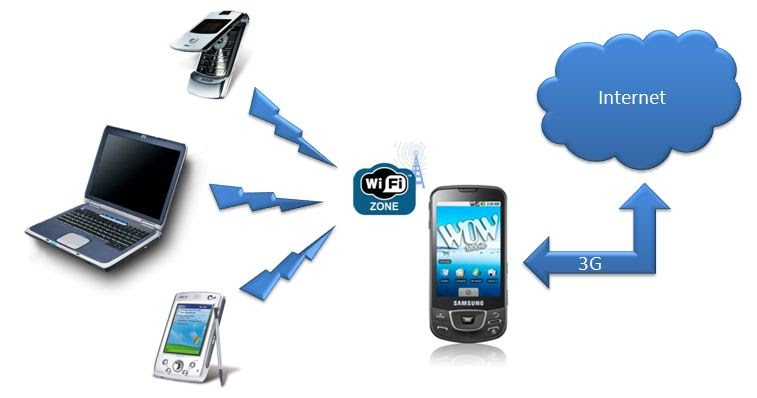 Internet
WiFi
ZONE
WOW
3G
SAMSUNG